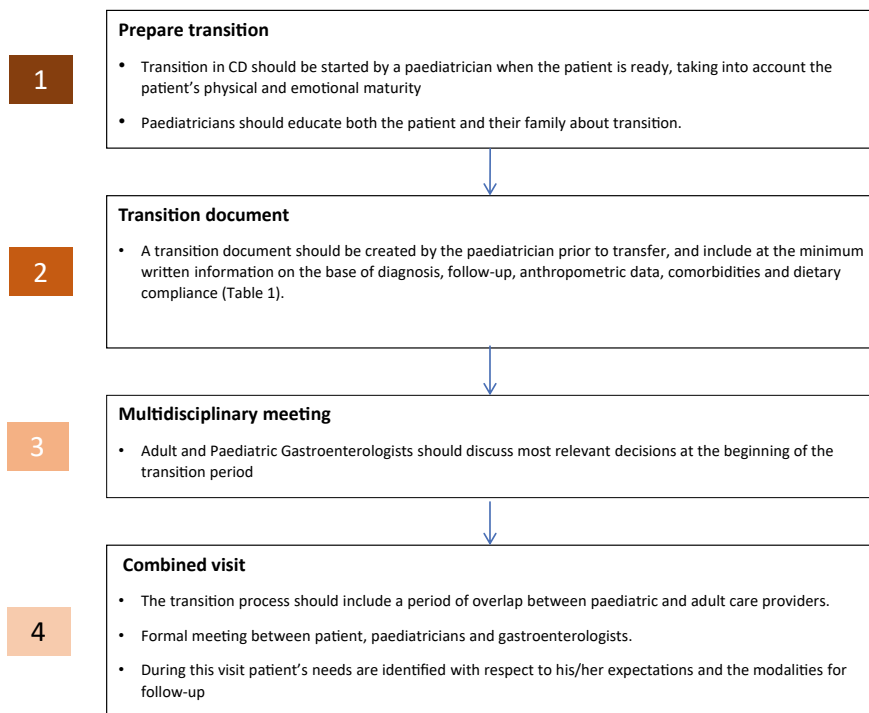 Prepare transition
1
• Transition in CD should be started by a paediatrician when the patient is ready, taking into account the
patient's physical and emotional maturity
• Paediatricians should educate both the patient and their family about transition.
Transition document
2
• A transition document should be created by the paediatrician prior to transfer, and include at the minimum
written information on the base of diagnosis, follow-up, anthropometric data, comorbidities and dietary
compliance (Table 1).
Multidisciplinary meeting
3
• Adult and Paediatric Gastroenterologists should discuss most relevant decisions at the beginning of the
transition period
Combined visit
4
• The transition process should include a period of overlap between paediatric and adult care providers.
• Formal meeting between patient, paediatricians and gastroenterologists.
• During this visit patient's needs are identified with respect to his/her expectations and the modalities for
follow-up